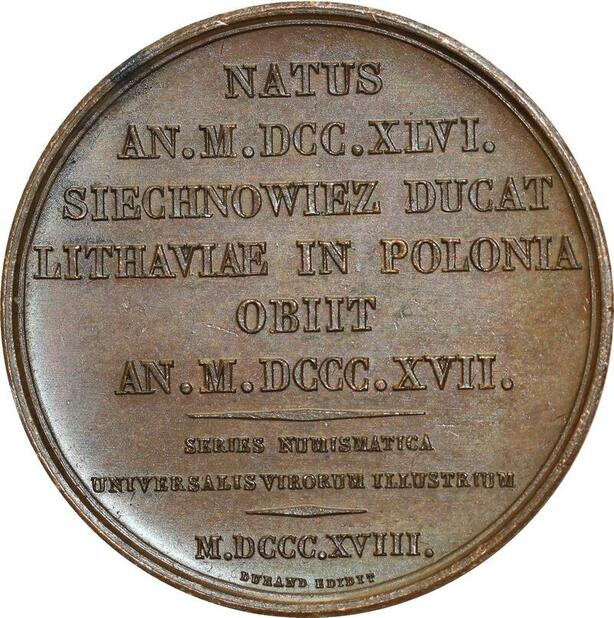 NATUS
AN. M. DCC. XLVI.
SIECHNOWIEZ DUCAT
LITHAVIAE IN POLONIA
OBIIT
AN. M. DCCC. XVII.
SERIES NUMISMATICA
UNIVERSALIS VIRORUM ILLUSTRIUM
M.DCCC.XVIII.
DURAND EDIDIT